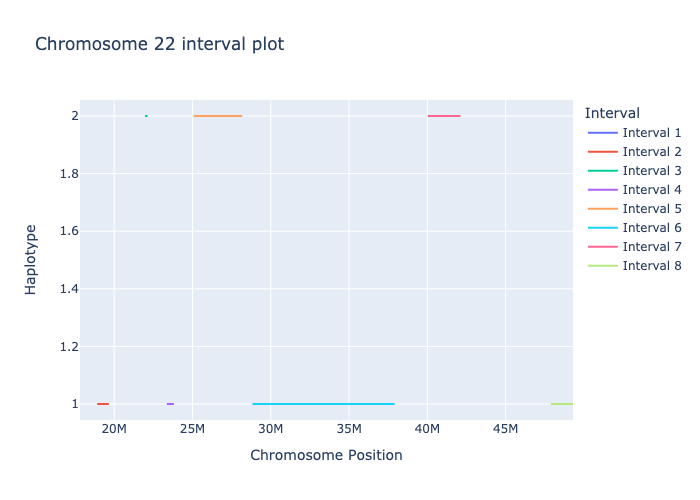 Chromosome 22 interval plot
Interval
Interval 1
Interval 2
Interval 3
Interval 4
Interval 5
Interval 6
Interval 7
Interval 8
Haplotype
2
1.8
1.6
1.4
1.2
1
20M 25M 30M 35M 40M 45M
Chromosome Position